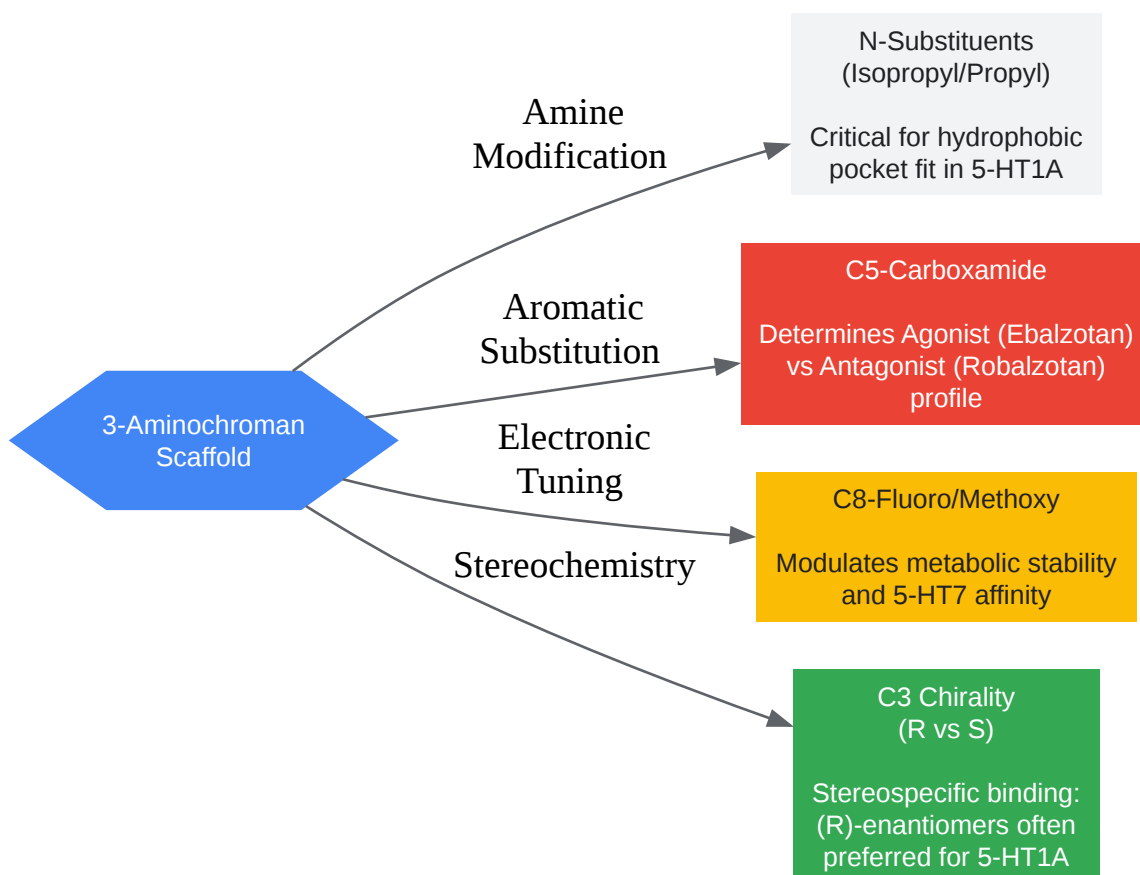 3-Aminochroman
Scaffold
Amine
Modification
N-Substituents
(Isopropyl/Propyl)
Critical for hydrophobic
pocket fit in 5-HT1A
Aromatic
Substitution
C5-Carboxamide
Determines Agonist (Ebalzotan)
vs Antagonist (Robalzotan)
profile
Electronic
Tuning
C8-Fluoro/Methoxy
Modulates metabolic stability
and 5-HT7 affinity
Stereochemistry
C3 Chirality
(R vs S)
Stereospecific binding:
(R)-enantiomers often
preferred for 5-HT1A